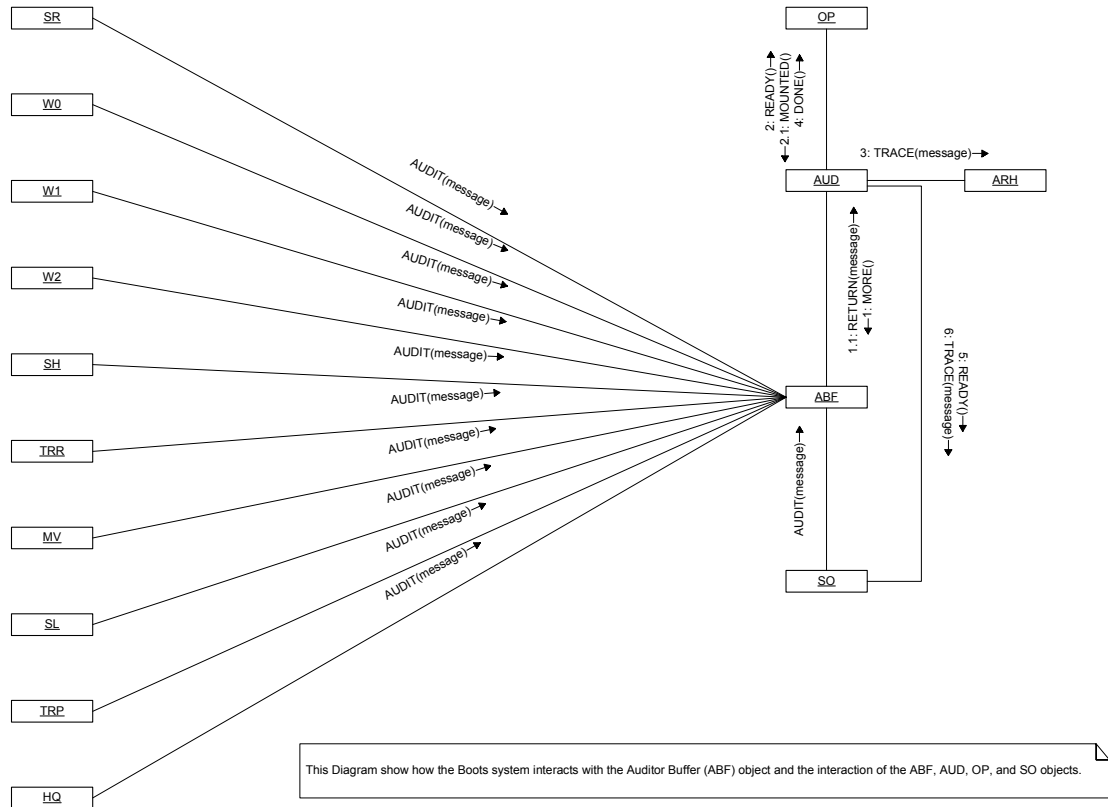 SR
OP
W0
2: READY()
2.1: MOUNTED()
4: DONE()
3: TRACE(message)
AUD
ARH
W1
AUDIT(message)
AUDIT(message)
AUDIT(message)
AUDIT(message)
AUDIT(message)
AUDIT(message)
AUDIT(message)
AUDIT(message)
AUDIT(message)
AUDIT(message)
W2
1.1: RETURN(message)
1: MORE()
SH
5: READY()
6: TRACE(message)
ABF
TRR
AUDIT(message)
MV
SO
SL
TRP
This Diagram show how the Boots system interacts with the Auditor Buffer (ABF) object and the interaction of the ABF, AUD, OP, and SO objects.
HQ